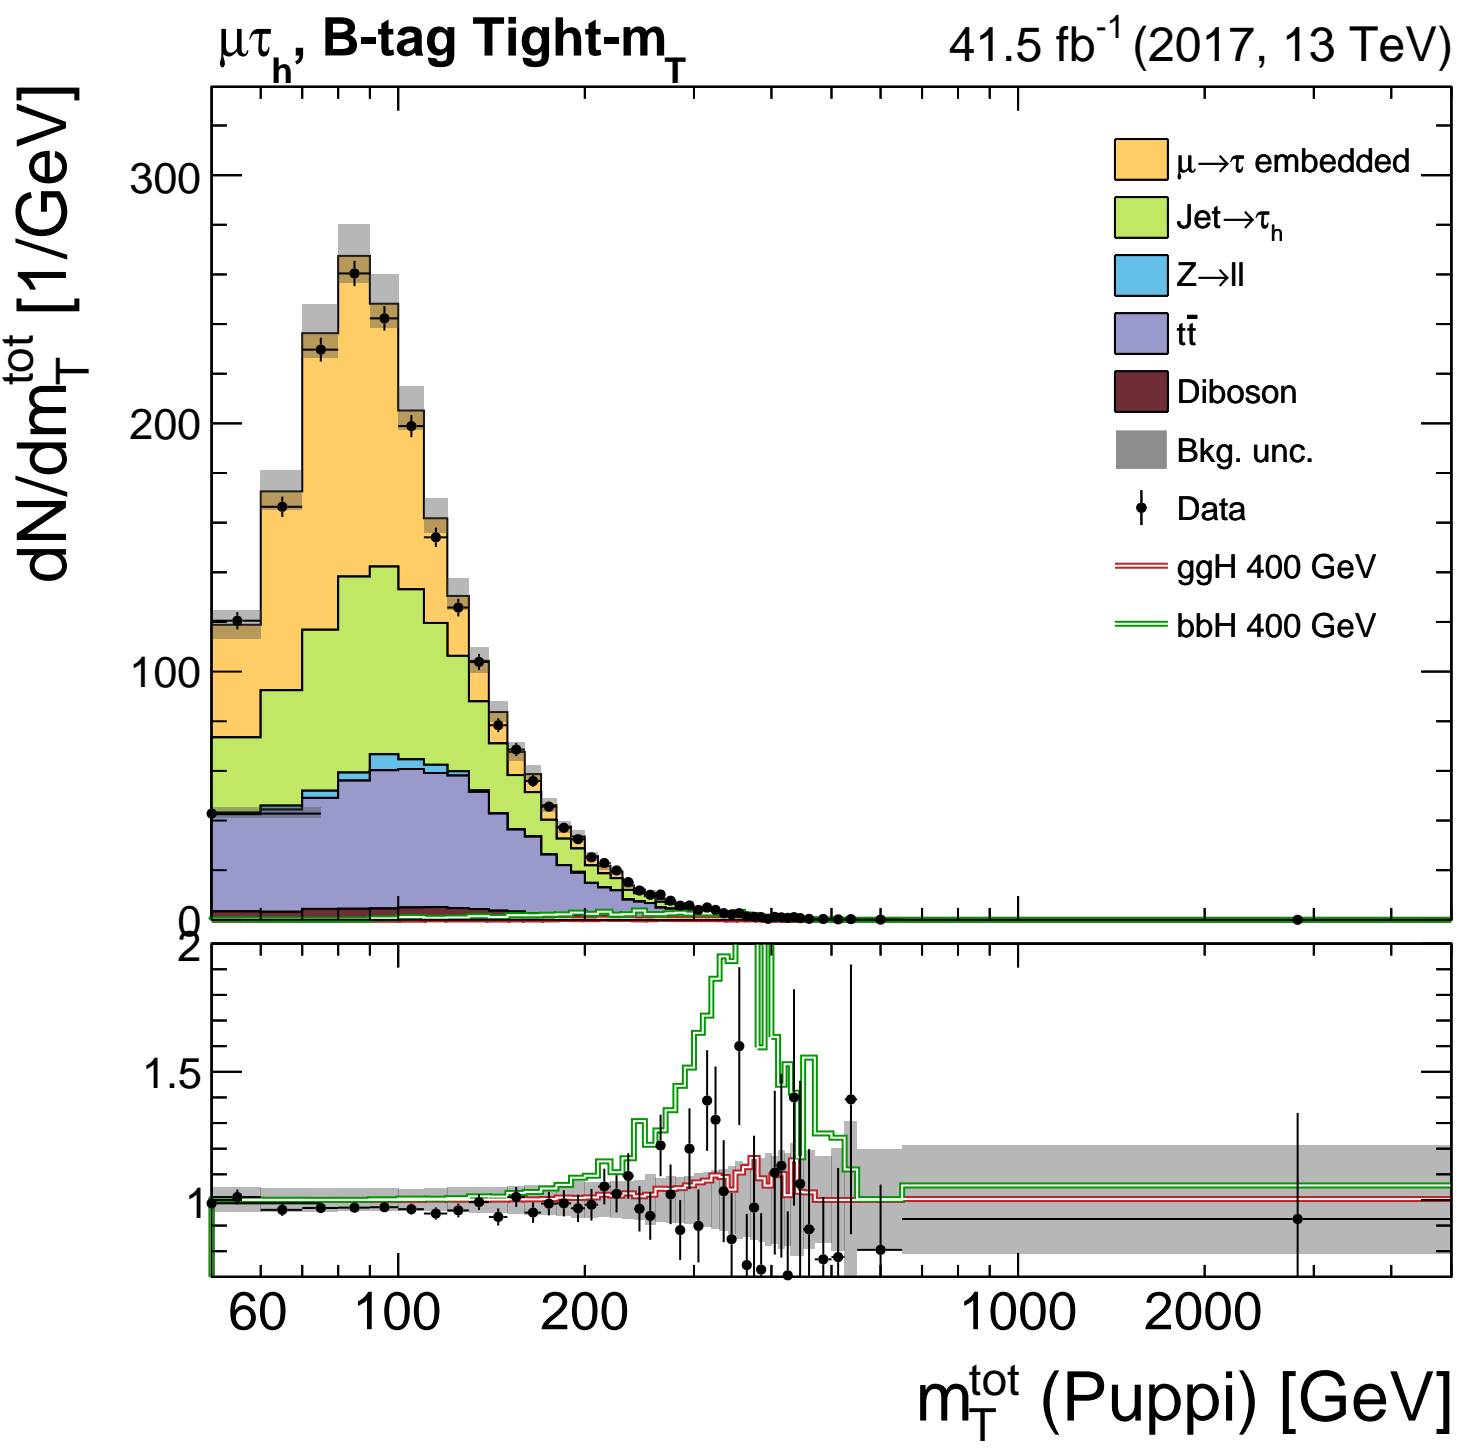 μτh, B-tag Tight-mT
41.5 fb-1 (2017, 13 TeV)
dN/dmTtot [1/GeV]
300
200
100
0
μ→τ embedded
Jet→τh
Z→ll
tt̄
Diboson
Bkg. unc.
Data
ggH 400 GeV
bbH 400 GeV
2
1.5
1
60 100 200 1000 2000
mTtot (Puppi) [GeV]